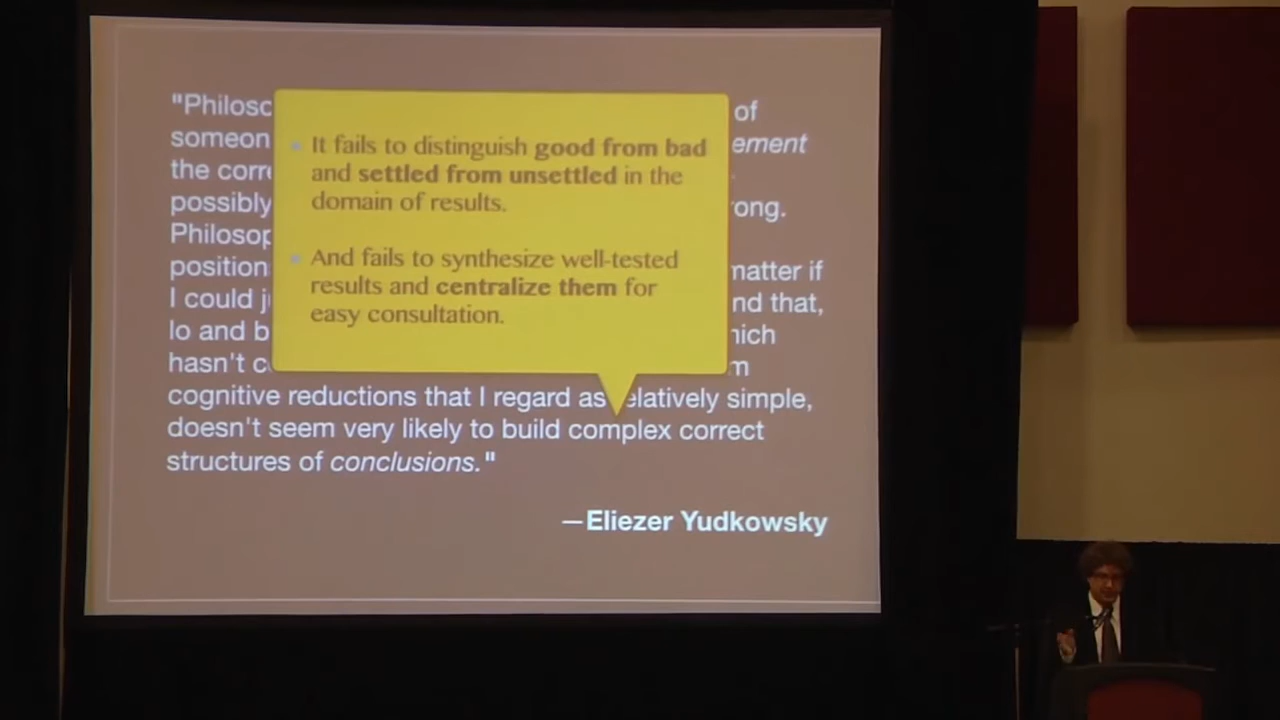 "Philoso
of
someon
ement
the corre
possibly
rong.
Philosop
position
matter if
I could j
nd that,
lo and b
hich
hasn't c
m
It fails to distinguish good from bad
and settled from unsettled in the
domain of results.
And fails to synthesize well-tested
results and centralize them for
easy consultation.
cognitive reductions that I regard as elatively simple,
doesn't seem very likely to build complex correct
structures of conclusions."
—Eliezer Yudkowsky